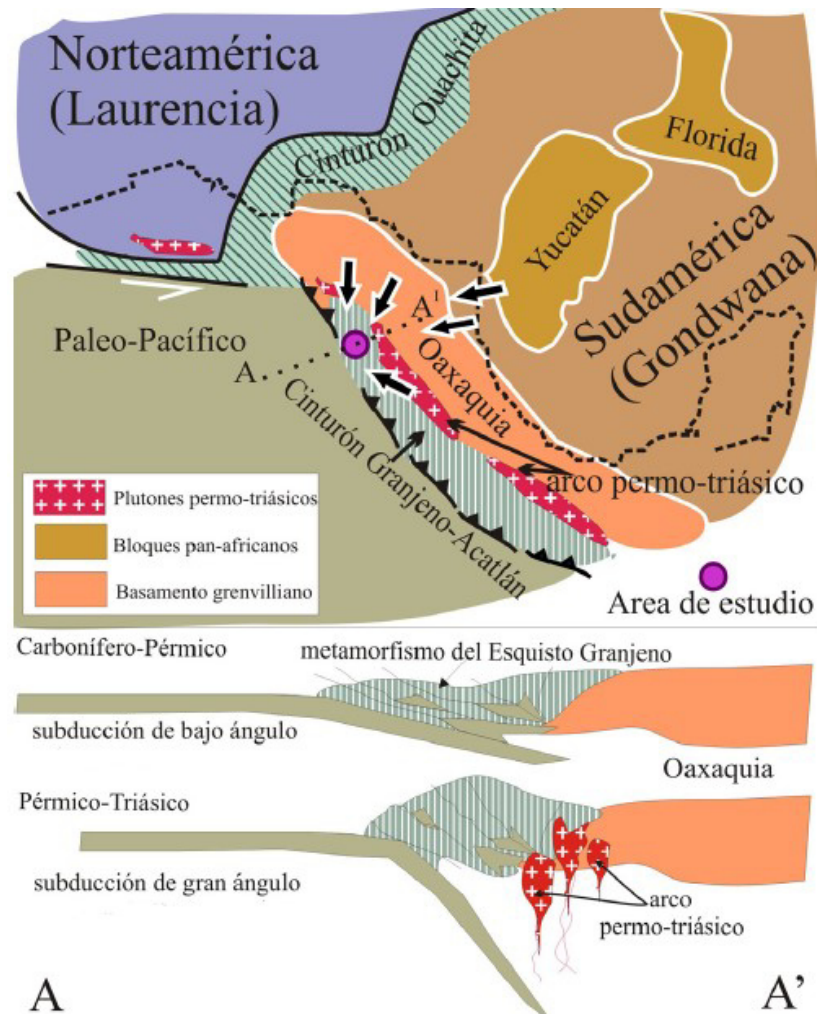 Norteamérica
(Laurencia)
Cinturón Ouachita
Florida
Yucatán
Sudamérica
(Gondwana)
Paleo-Pacífico
A
A'
Oaxaquia
Cinturón Granjeno-Acatlán
arco permo-triásico
Plutones permo-triásicos
Bloques pan-africanos
Basamento grenvilliano
Area de estudio
Carbonífero-Pérmico
metamorfismo del Esquisto Granjeno
subducción de bajo ángulo
Oaxaquia
Pérmico-Triásico
subducción de gran ángulo
arco
permo-triásico
A
A’